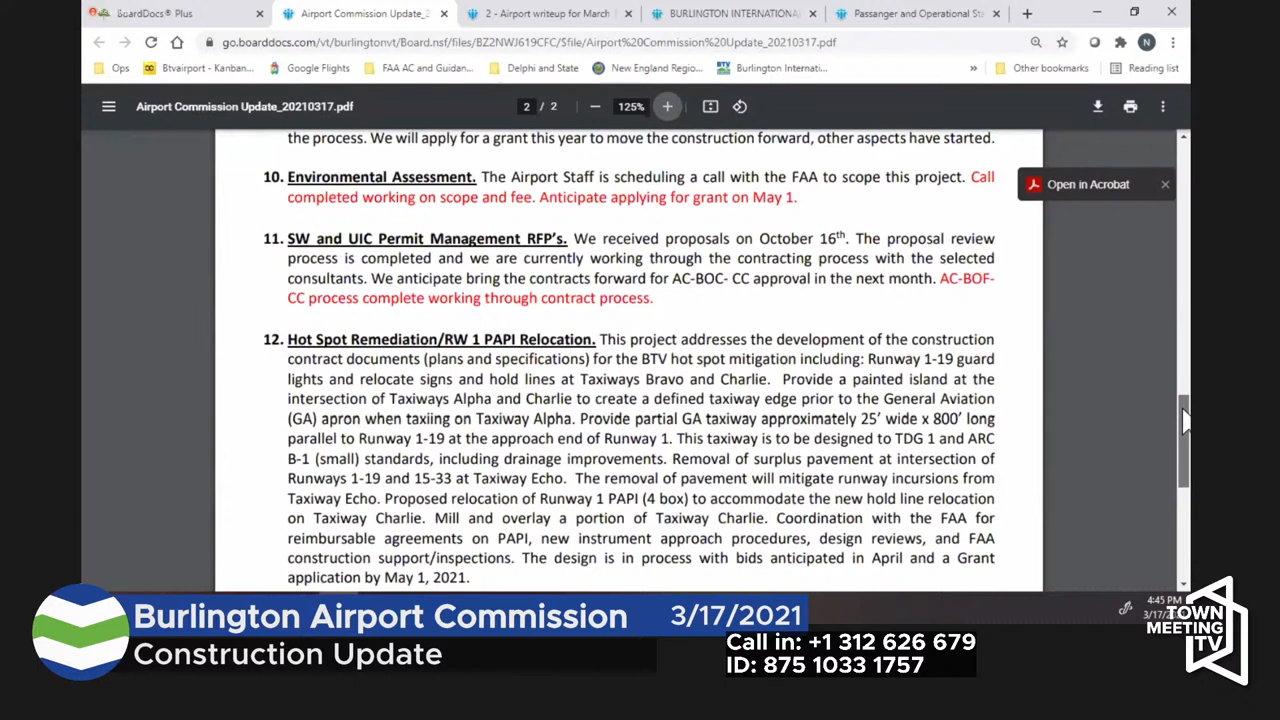 BoardDocs® Plus
Airport Commission Update_2
2 - Airport writeup for March
BURLINGTON INTERNATIONA
Passanger and Operational St
go.boarddocs.com/vt/burlingtonvt/Board.nsf/files/BZ2NWJ619CFC/$file/Airport%20Commission%20Update_20210317.pdf
N
Ops
Btvairport - Kanban...
Google Flights
FAA AC and Guidan...
Delphi and State
New England Regio...
Burlington Internati...
»
Other bookmarks
Reading list
Airport Commission Update_20210317.pdf
2 / 2
125%
Open in Acrobat
the process. We will apply for a grant this year to move the construction forward, other aspects have started.
10. Environmental Assessment. The Airport Staff is scheduling a call with the FAA to scope this project. Call
completed working on scope and fee. Anticipate applying for grant on May 1.
11. SW and UIC Permit Management RFP's. We received proposals on October 16th. The proposal review
process is completed and we are currently working through the contracting process with the selected
consultants. We anticipate bring the contracts forward for AC-BOC- CC approval in the next month. AC-BOF-
CC process complete working through contract process.
12. Hot Spot Remediation/RW 1 PAPI Relocation. This project addresses the development of the construction
contract documents (plans and specifications) for the BTV hot spot mitigation including: Runway 1-19 guard
lights and relocate signs and hold lines at Taxiways Bravo and Charlie. Provide a painted island at the
intersection of Taxiways Alpha and Charlie to create a defined taxiway edge prior to the General Aviation
(GA) apron when taxiing on Taxiway Alpha. Provide partial GA taxiway approximately 25' wide x 800' long
parallel to Runway 1-19 at the approach end of Runway 1. This taxiway is to be designed to TDG 1 and ARC
B-1 (small) standards, including drainage improvements. Removal of surplus pavement at intersection of
Runways 1-19 and 15-33 at Taxiway Echo. The removal of pavement will mitigate runway incursions from
Taxiway Echo. Proposed relocation of Runway 1 PAPI (4 box) to accommodate the new hold line relocation
on Taxiway Charlie. Mill and overlay a portion of Taxiway Charlie. Coordination with the FAA for
reimbursable agreements on PAPI, new instrument approach procedures, design reviews, and FAA
construction support/inspections. The design is in process with bids anticipated in April and a Grant
application by May 1, 2021.
4:45 PM
Burlington Airport Commission 3/17/2021
Construction Update
Call in: +1 312 626 679
ID: 875 1033 1757
TOWN
MEETING
TV